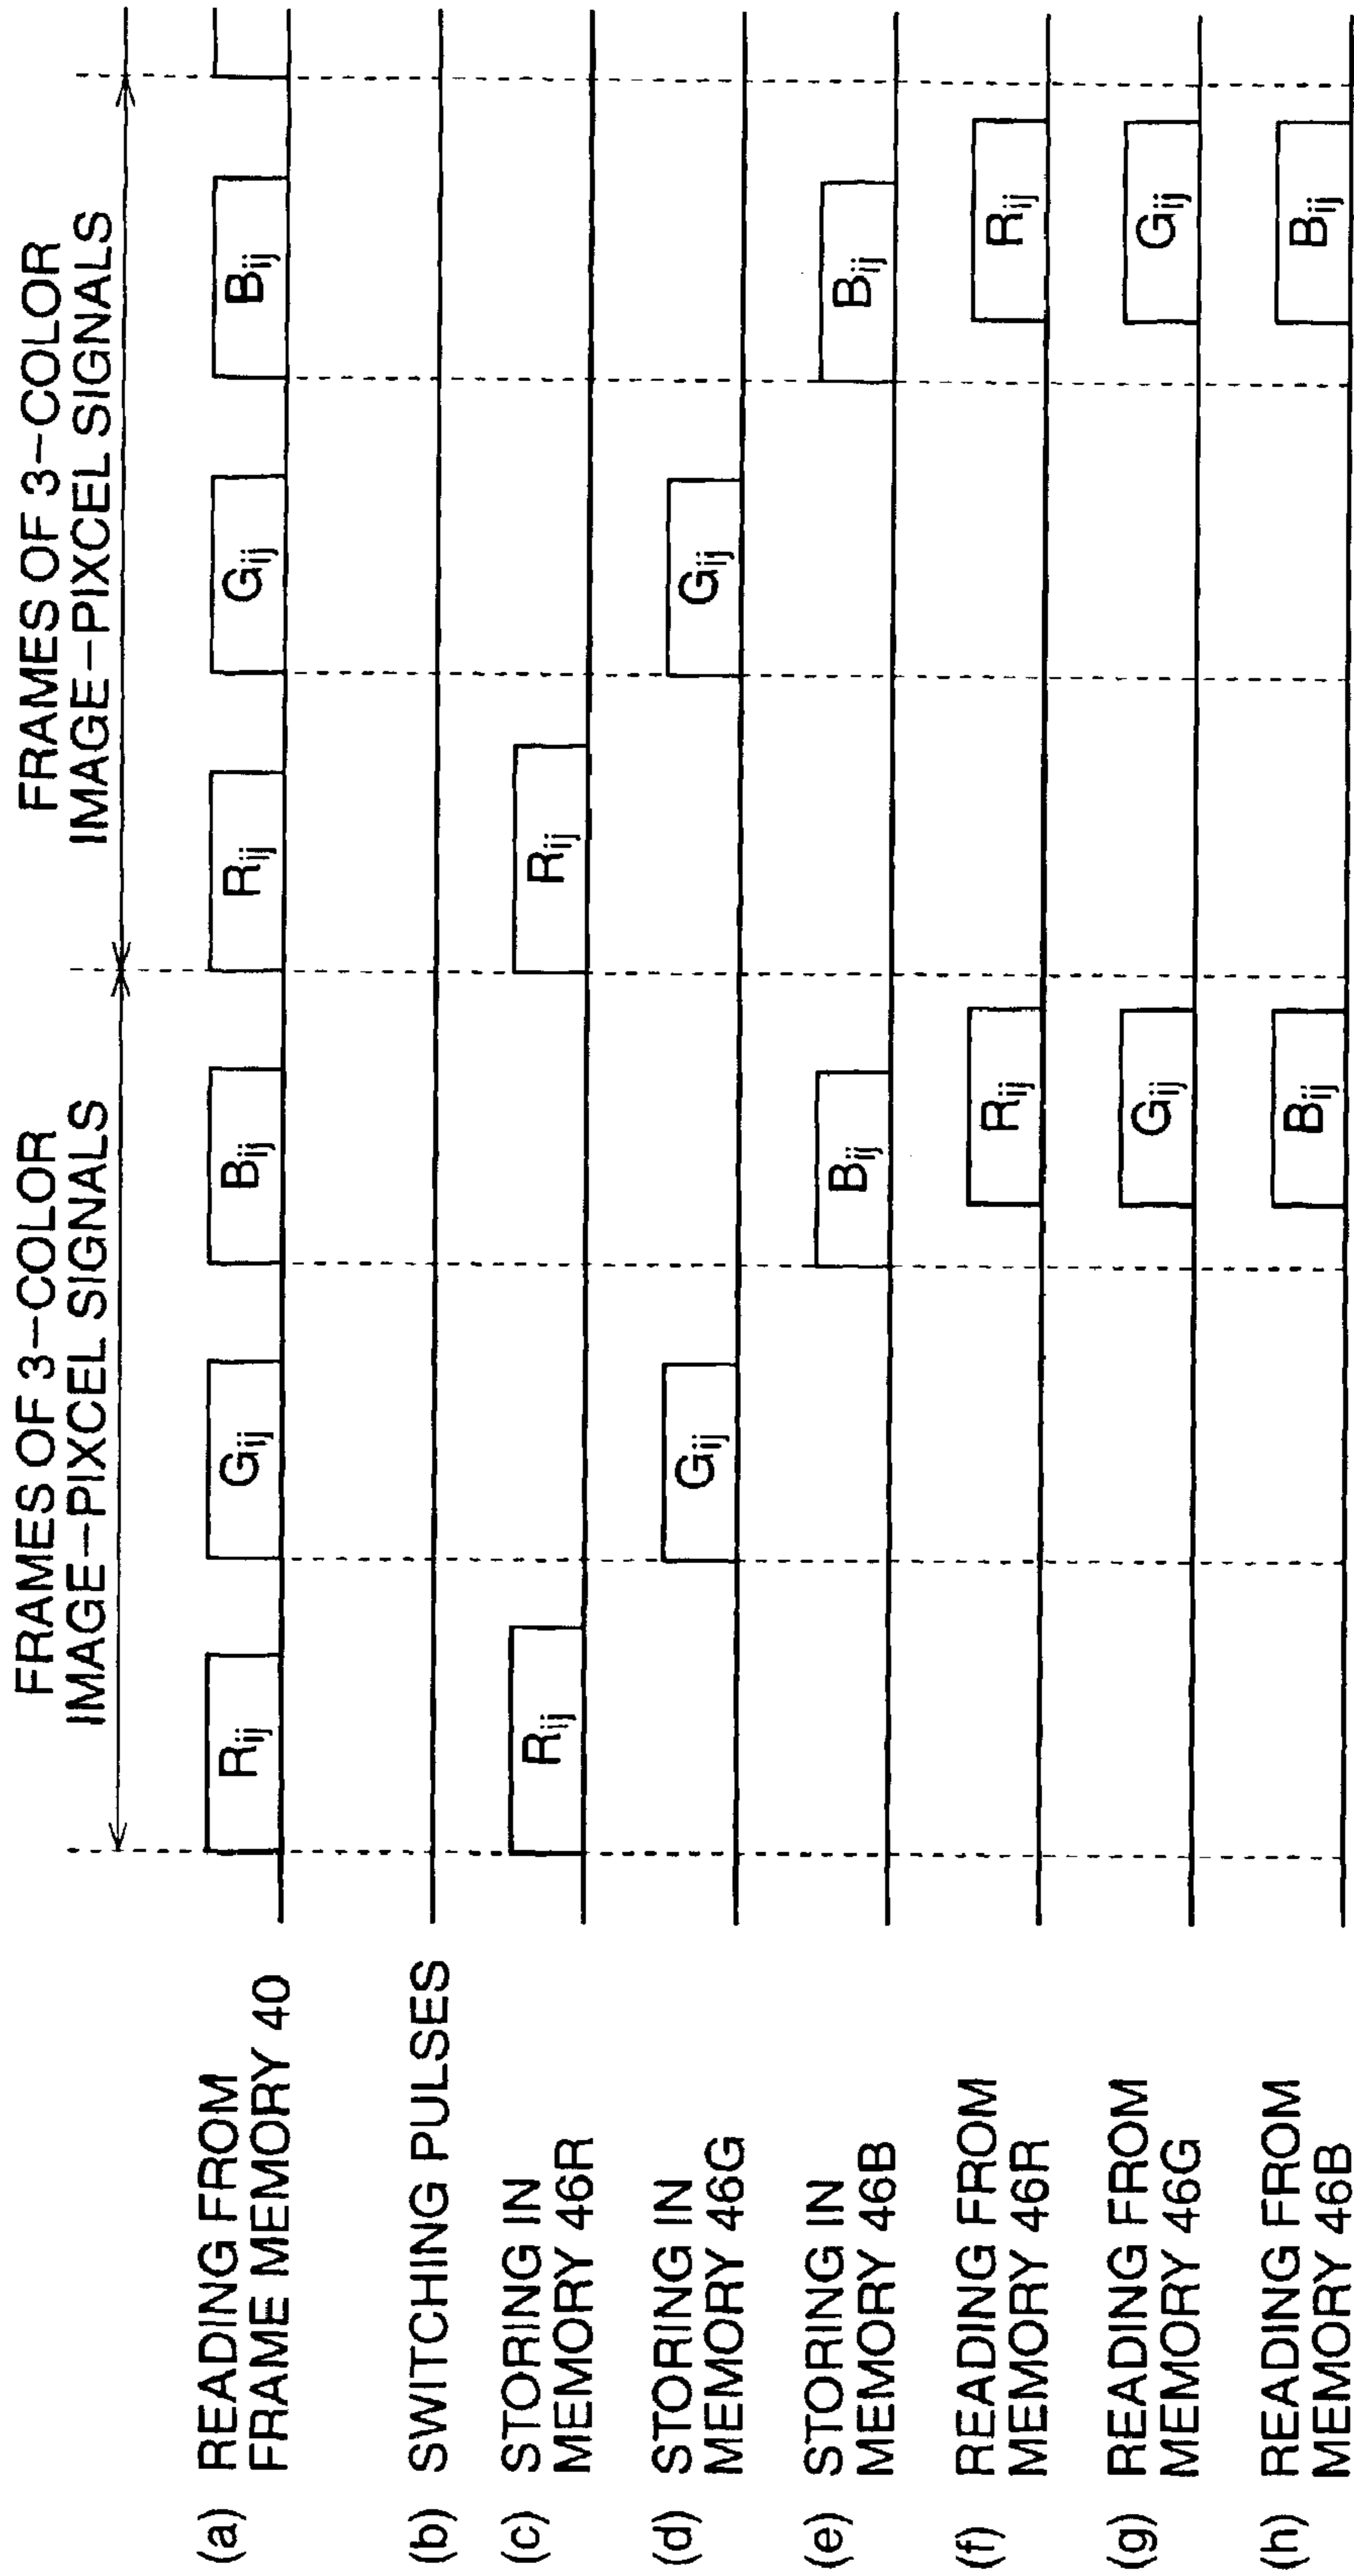 FRAMES OF 3-COLOR
IMAGE-PIXCEL SIGNALS
FRAMES OF 3-COLOR
IMAGE-PIXCEL SIGNALS
(a) READING FROM
FRAME MEMORY 40
Rij Gij Bij Rij Gij Bij
(b) SWITCHING PULSES
(c) STORING IN
MEMORY 46R
Rij Rij
(d) STORING IN
MEMORY 46G
Gij Gij
(e) STORING IN
MEMORY 46B
Bij Bij
(f) READING FROM
MEMORY 46R
Rij Rij
(g) READING FROM
MEMORY 46G
Gij Gij
(h) READING FROM
MEMORY 46B
Bij Bij